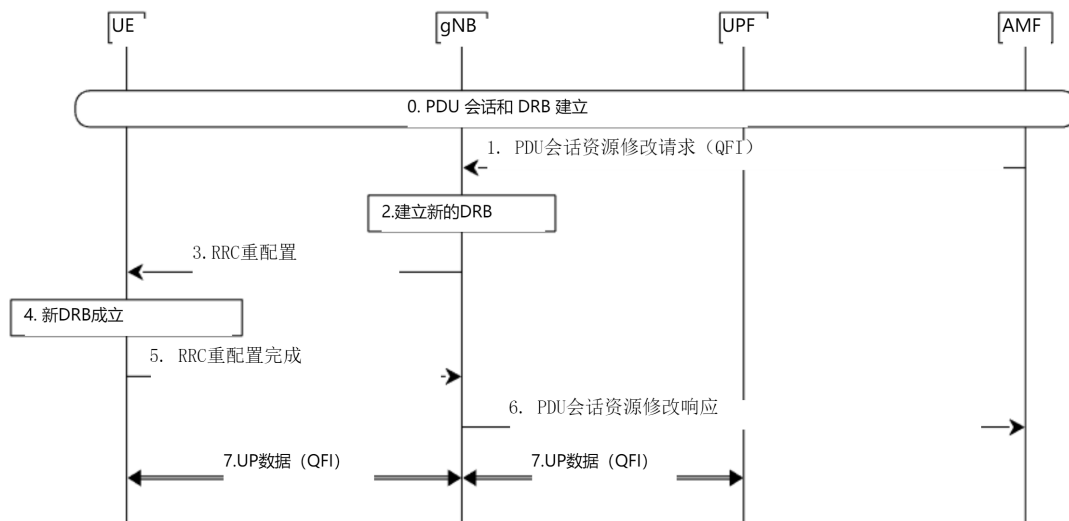 UE
gNB
UPF
AMF
0. PDU 会话和 DRB 建立
1. PDU会话资源修改请求（QFI）
2.建立新的DRB
3.RRC重配置
4. 新DRB成立
5. RRC重配置完成
6. PDU会话资源修改响应
7.UP数据（QFI）
7.UP数据（QFI）